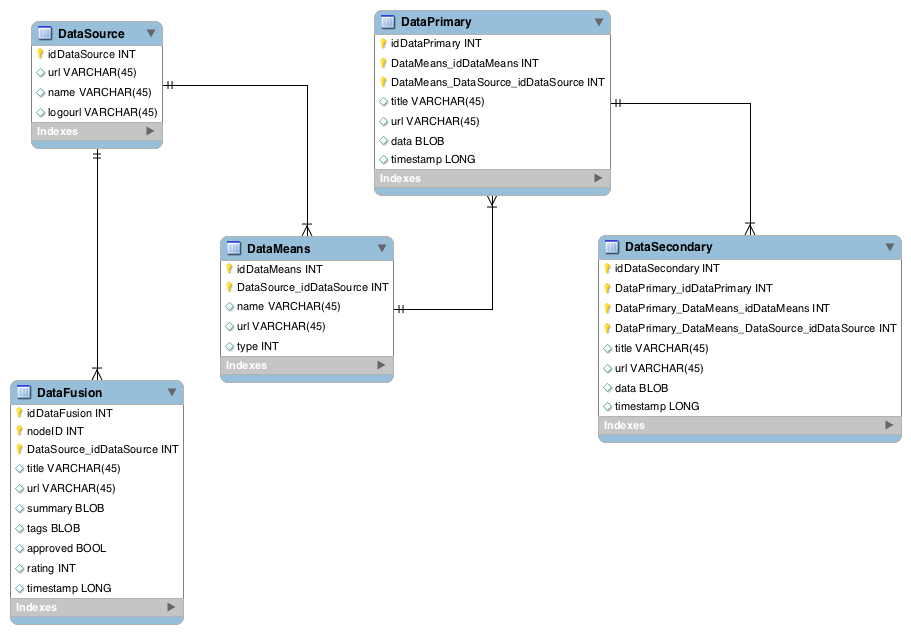 DataSource
idDataSource INT
url VARCHAR(45)
name VARCHAR(45)
logourl VARCHAR(45)
Indexes
DataPrimary
idDataPrimary INT
DataMeans_idDataMeans INT
DataMeans_DataSource_idDataSource INT
title VARCHAR(45)
url VARCHAR(45)
data BLOB
timestamp LONG
Indexes
DataMeans
idDataMeans INT
DataSource_idDataSource INT
name VARCHAR(45)
url VARCHAR(45)
type INT
Indexes
DataSecondary
idDataSecondary INT
DataPrimary_idDataPrimary INT
DataPrimary_DataMeans_idDataMeans INT
DataPrimary_DataMeans_DataSource_idDataSource INT
title VARCHAR(45)
url VARCHAR(45)
data BLOB
timestamp LONG
Indexes
DataFusion
idDataFusion INT
nodeID INT
DataSource_idDataSource INT
title VARCHAR(45)
url VARCHAR(45)
summary BLOB
tags BLOB
approved BOOL
rating INT
timestamp LONG
Indexes